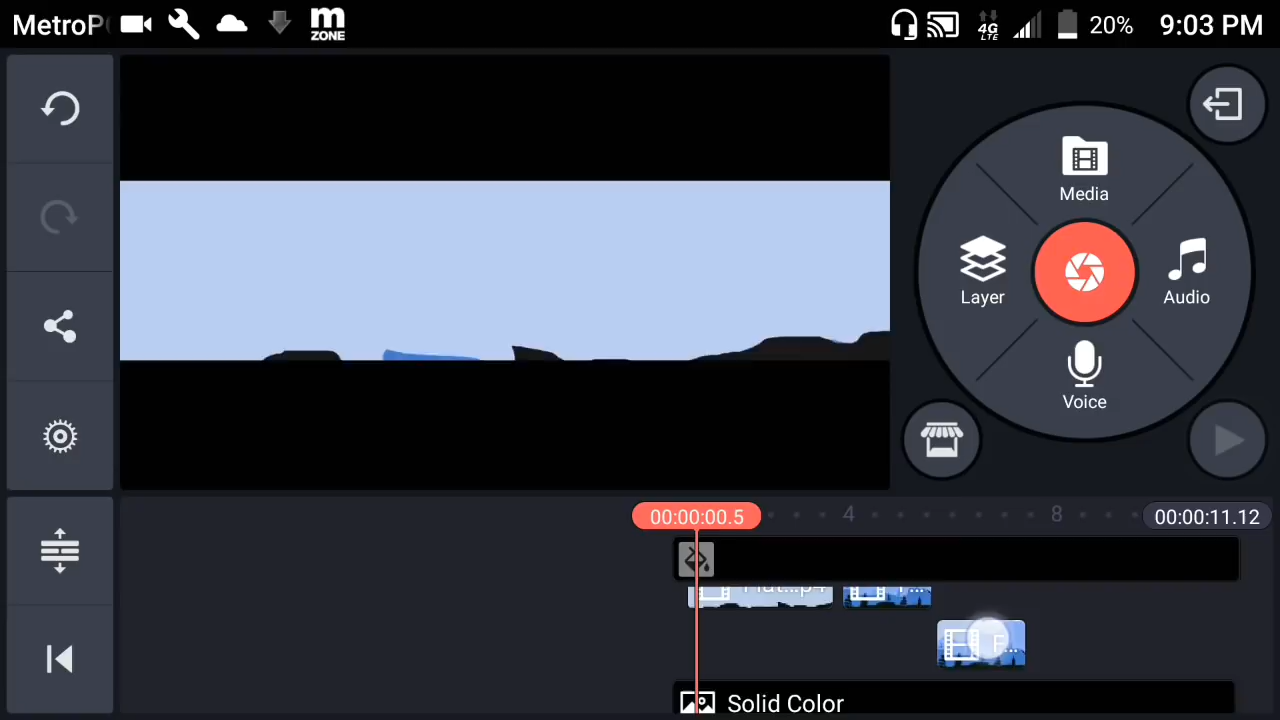 MetroP
m
ZONE
4G
LTE
20%
9:03 PM
Media
Layer
Audio
Voice
00:00:00.5
4
8
00:00:11.12
F...
Solid Color